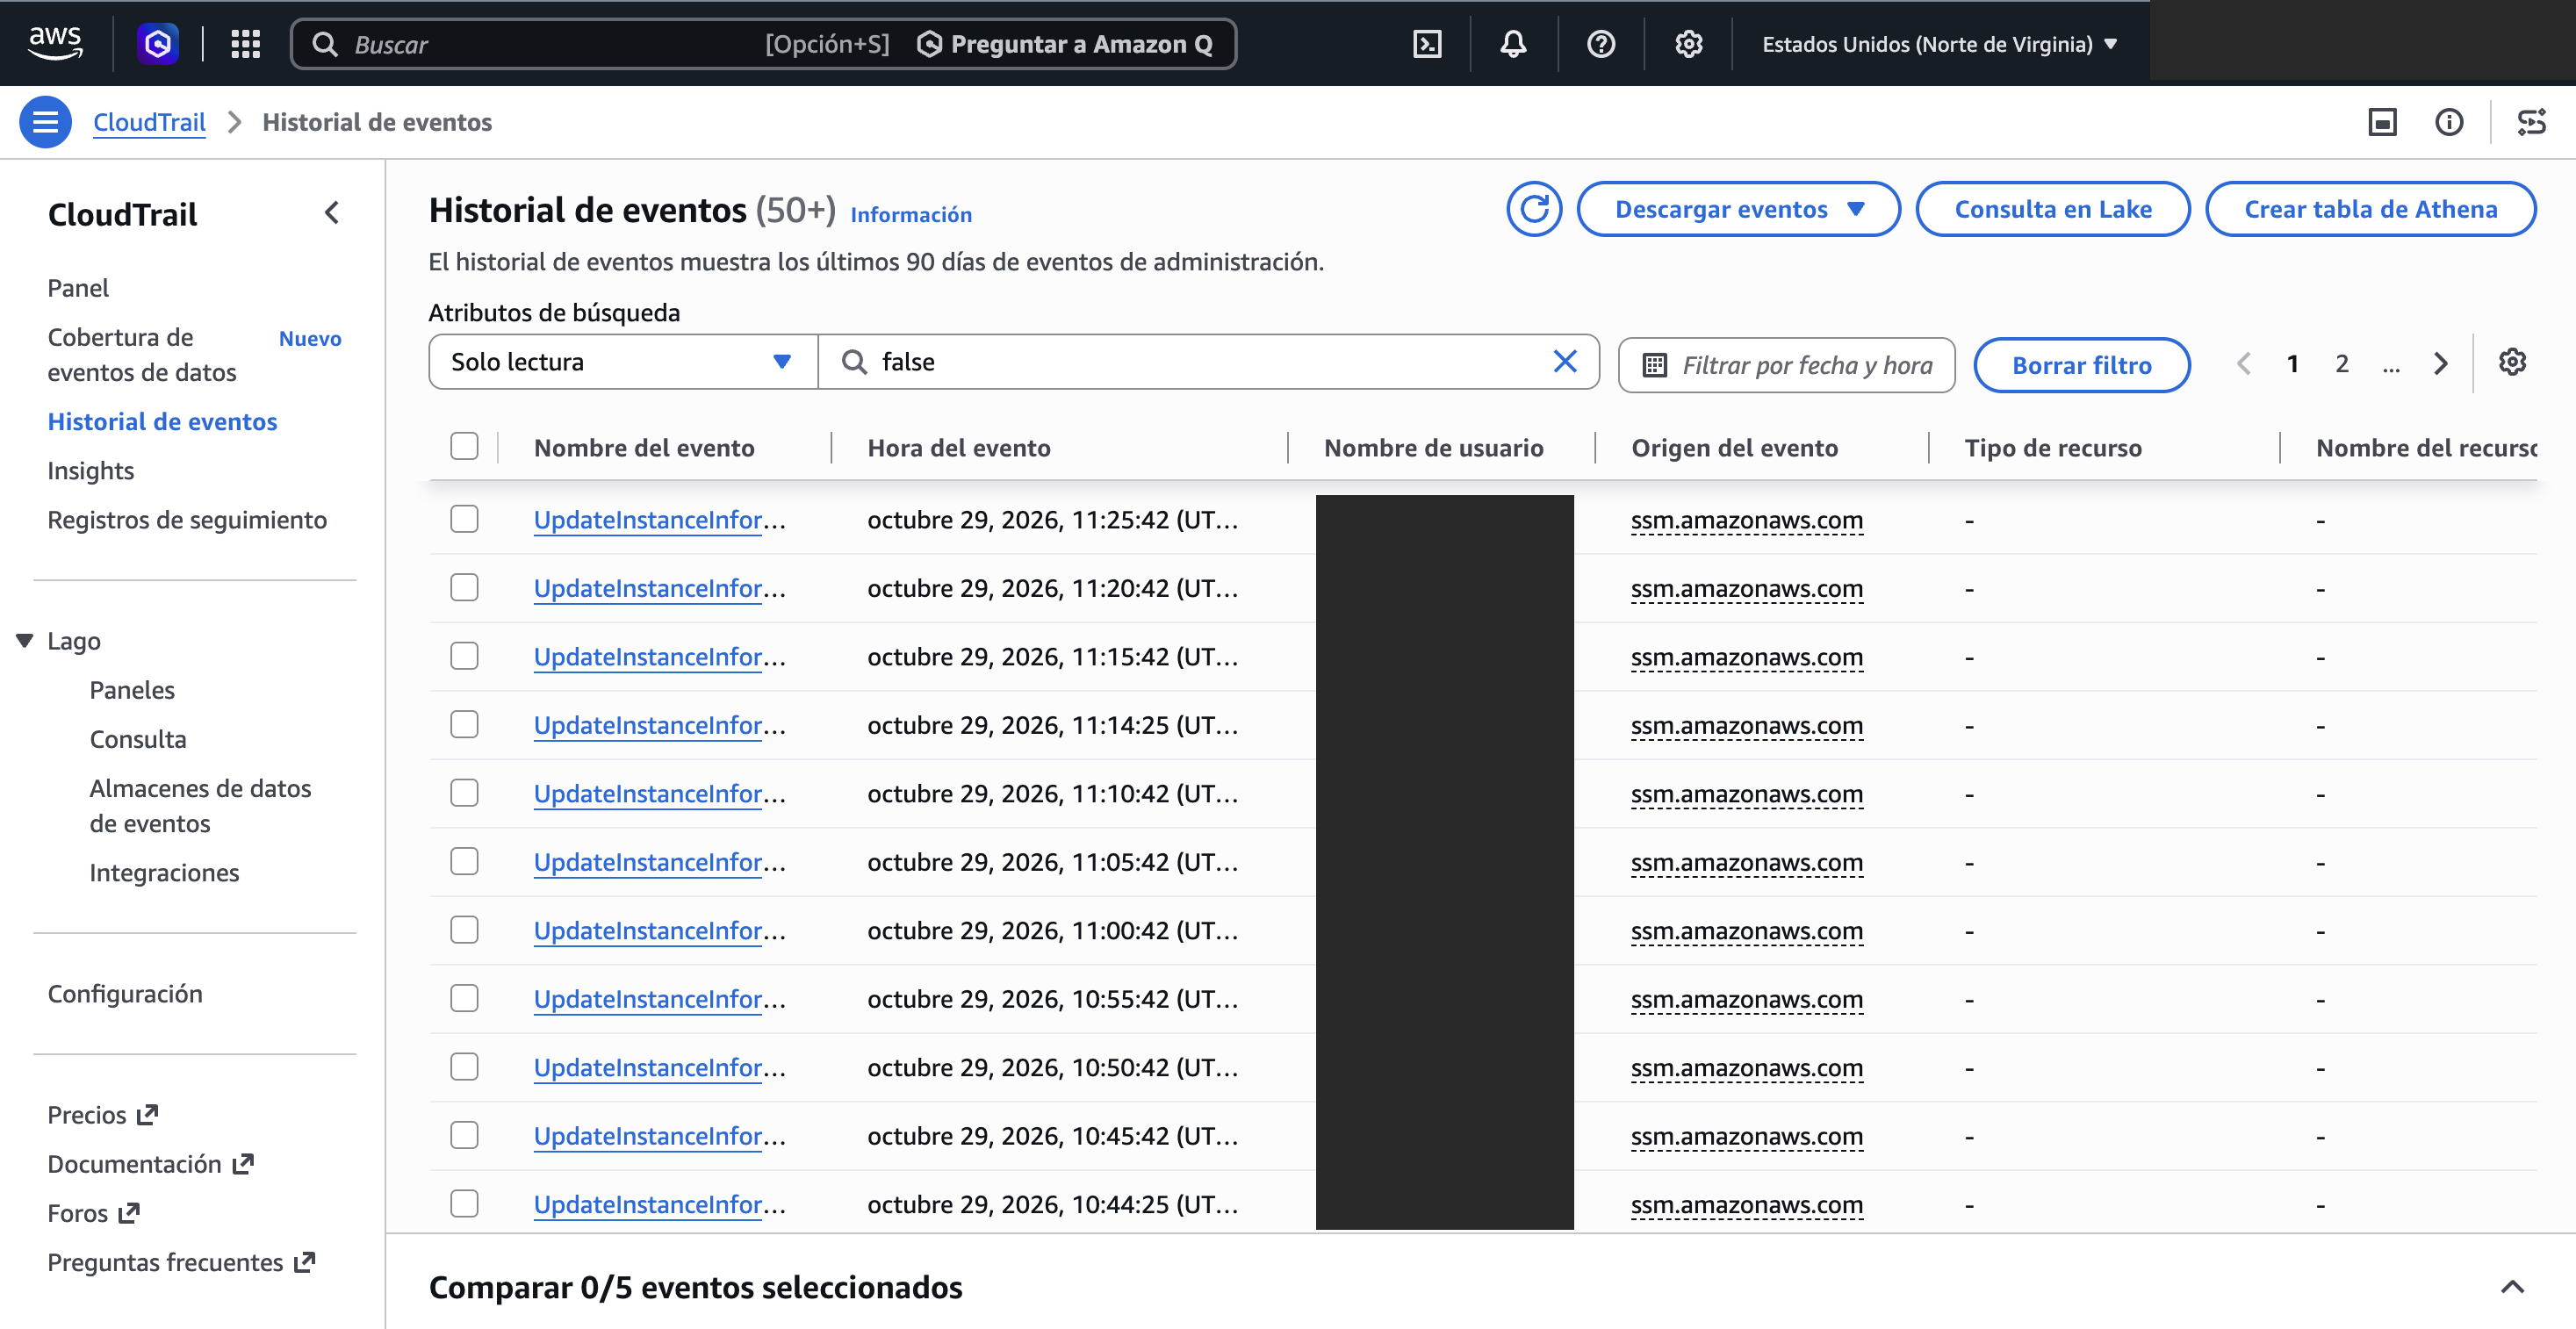 aws
Buscar [Opción+S] Preguntar a Amazon Q
Estados Unidos (Norte de Virginia)
CloudTrail Historial de eventos
CloudTrail
Panel
Cobertura de eventos de datos Nuevo
Historial de eventos
Insights
Registros de seguimiento
Lago
Paneles
Consulta
Almacenes de datos
de eventos
Integraciones
Configuración
Precios
Documentación
Foros
Preguntas frecuentes
Historial de eventos (50+) Información
Descargar eventos
Consulta en Lake
Crear tabla de Athena
El historial de eventos muestra los últimos 90 días de eventos de administración.
Atributos de búsqueda
Solo lectura false Filtrar por fecha y hora Borrar filtro 1 2 ...
Nombre del evento Hora del evento Nombre de usuario Origen del evento Tipo de recurso Nombre del recurso
UpdateInstanceInfor... octubre 29, 2026, 11:25:42 (UT... ssm.amazonaws.com - -
UpdateInstanceInfor... octubre 29, 2026, 11:20:42 (UT... ssm.amazonaws.com - -
UpdateInstanceInfor... octubre 29, 2026, 11:15:42 (UT... ssm.amazonaws.com - -
UpdateInstanceInfor... octubre 29, 2026, 11:14:25 (UT... ssm.amazonaws.com - -
UpdateInstanceInfor... octubre 29, 2026, 11:10:42 (UT... ssm.amazonaws.com - -
UpdateInstanceInfor... octubre 29, 2026, 11:05:42 (UT... ssm.amazonaws.com - -
UpdateInstanceInfor... octubre 29, 2026, 11:00:42 (UT... ssm.amazonaws.com - -
UpdateInstanceInfor... octubre 29, 2026, 10:55:42 (UT... ssm.amazonaws.com - -
UpdateInstanceInfor... octubre 29, 2026, 10:50:42 (UT... ssm.amazonaws.com - -
UpdateInstanceInfor... octubre 29, 2026, 10:45:42 (UT... ssm.amazonaws.com - -
UpdateInstanceInfor... octubre 29, 2026, 10:44:25 (UT... ssm.amazonaws.com - -
Comparar 0/5 eventos seleccionados